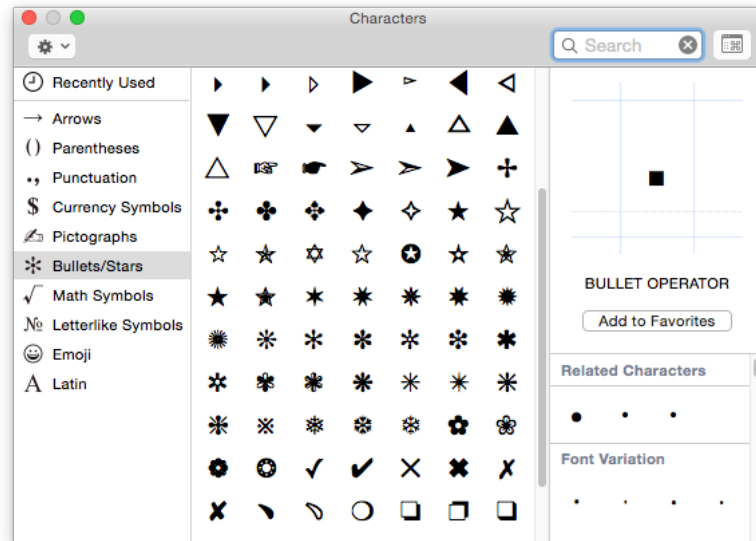 Characters
Search
Recently Used
Arrows
Parentheses
Punctuation
Currency Symbols
Pictographs
Bullets/Stars
Math Symbols
Letterlike Symbols
Emoji
Latin
BULLET OPERATOR
Add to Favorites
Related Characters
Font Variation